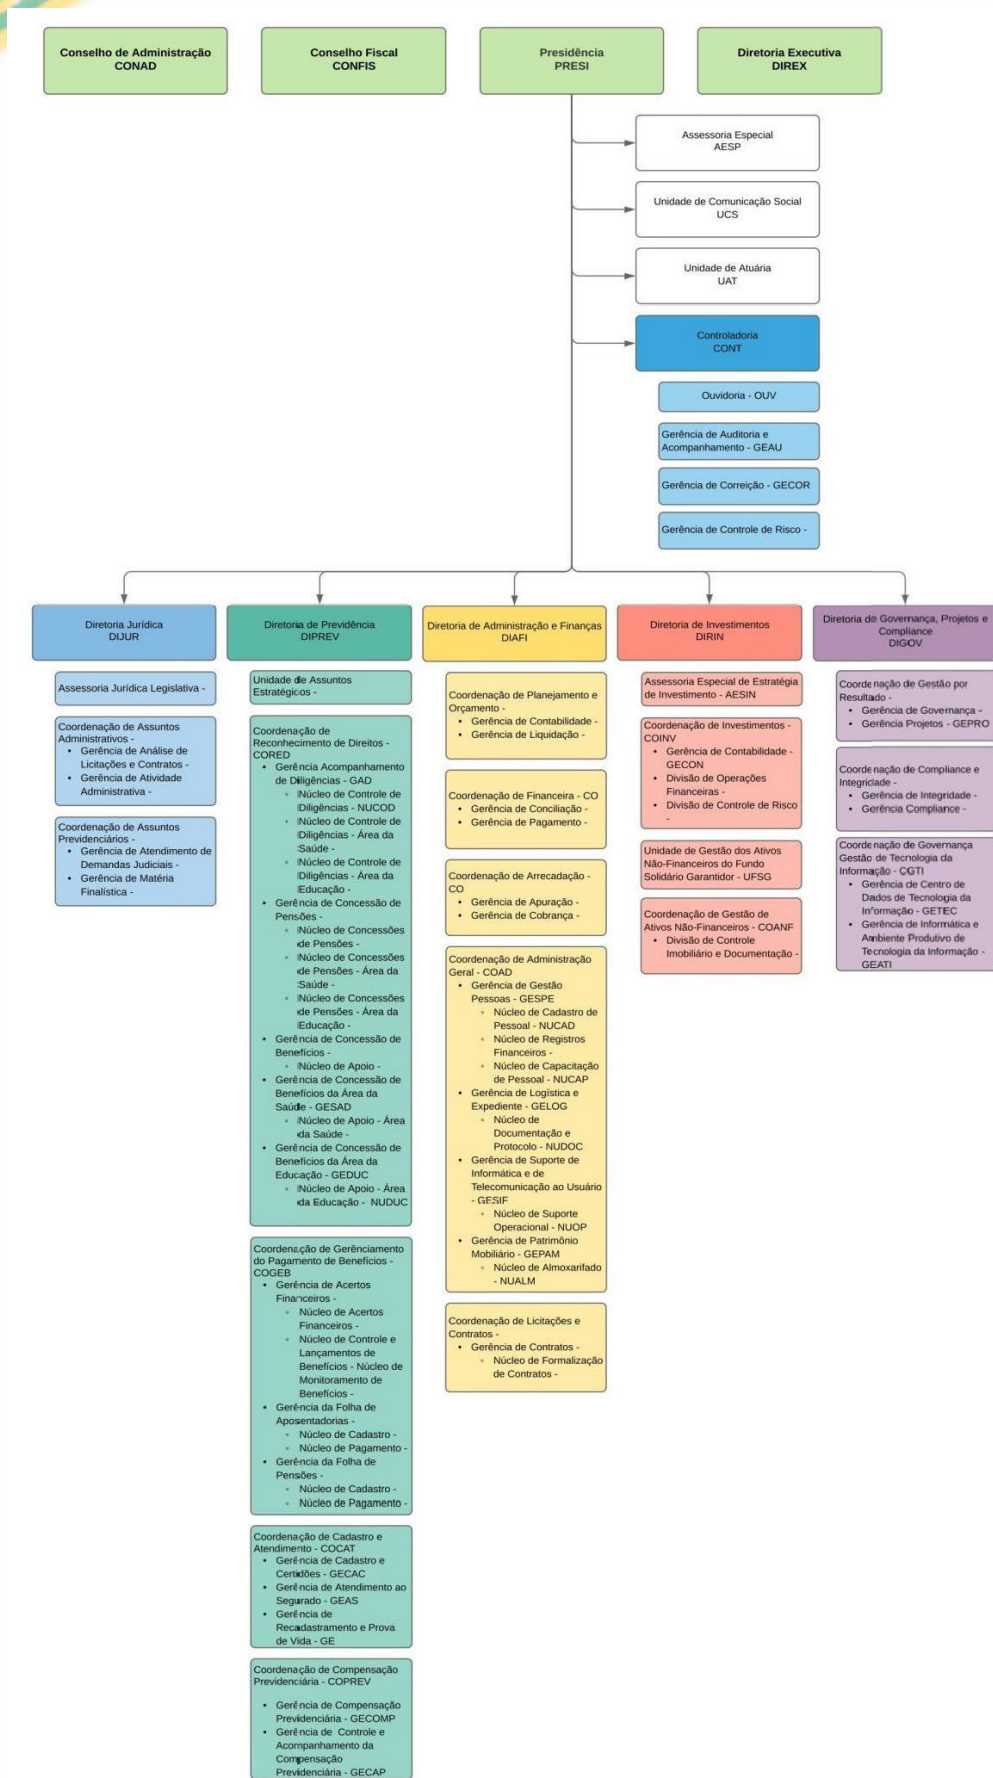 Conselho de Administração
CONAD
Conselho Fiscal
CONFIS
Presidência
PRESI
Diretoria Executiva
DIREX
Assessoria Especial
AESP
Unidade de Comunicação Social
UCS
Unidade de Atuária
UAT
Controladoria
CONT
Ouvidoria - OUV
Gerência de Auditoria e
Acompanhamento - GEAU
Gerência de Correição - GECOR
Gerência de Controle de Risco -
Diretoria Jurídica
DIJUR
Assessoria Jurídica Legislativa -
Coordenação de Assuntos
Administrativos -
• Gerência de Análise de
Licitações e Contratos -
• Gerência de Atividade
Administrativa -
Coordenação de Assuntos
Previdenciários -
• Gerência de Atendimento de
Demandas Judiciais -
• Gerência de Matéria
Finalística -
Diretoria de Previdência
DIPREV
Unidade de Assuntos
Estratégicos -
Coordenação de
Reconhecimento de Direitos -
CORED
• Gerência Acompanhamento
de Diligências - GAD
◦ Núcleo de Controle de
Diligências - NUCOD
◦ Núcleo de Controle de
Diligências - Área da
Saúde -
◦ Núcleo de Controle de
Diligências - Área da
Educação -
• Gerência de Concessão de
Pensões -
◦ Núcleo de Concessões
de Pensões -
◦ Núcleo de Concessões
de Pensões - Área da
Saúde -
◦ Núcleo de Concessões
de Pensões - Área da
Educação -
• Gerência de Concessão de
Benefícios -
◦ Núcleo de Apoio -
• Gerência de Concessão de
Benefícios da Área da
Saúde - GESAD
◦ Núcleo de Apoio - Área
da Saúde -
• Gerência de Concessão de
Benefícios da Área da
Educação - GEDUC
◦ Núcleo de Apoio - Área
da Educação - NUDUC
Coordenação de Gerênciamento
do Pagamento de Benefícios -
COGEB
• Gerência de Acertos
Financeiros -
◦ Núcleo de Acertos
Financeiros -
◦ Núcleo de Controle e
Lançamentos de
Benefícios - Núcleo de
Monitoramento de
Benefícios -
• Gerência da Folha de
Aposentadorias -
◦ Núcleo de Cadastro -
◦ Núcleo de Pagamento -
• Gerência da Folha de
Pensões -
◦ Núcleo de Cadastro -
◦ Núcleo de Pagamento -
Coordenação de Cadastro e
Atendimento - COCAT
• Gerência de Cadastro e
Certidões - GECAC
• Gerência de Atendimento ao
Segurado - GEAS
• Gerência de
Recadastramento e Prova
de Vida - GE
Coordenação de Compensação
Previdenciária - COPREV
• Gerência de Compensação
Previdenciária - GECOMP
• Gerência de Controle e
Acompanhamento da
Compensação
Previdenciária - GECAP
Diretoria de Administração e Finanças
DIAFI
Coordenação de Planejamento e
Orçamento -
• Gerência de Contabilidade -
• Gerência de Liquidação -
Coordenação de Financeira - CO
• Gerência de Conciliação -
• Gerência de Pagamento -
Coordenação de Arrecadação -
CO
• Gerência de Apuração -
• Gerência de Cobrança -
Coordenação de Administração
Geral - COAD
• Gerência de Gestão
Pessoas - GESPE
◦ Núcleo de Cadastro de
Pessoal - NUCAD
◦ Núcleo de Registros
Financeiros -
◦ Núcleo de Capacitação
de Pessoal - NUCAP
• Gerência de Logística e
Expediente - GELOG
◦ Núcleo de
Documentação e
Protocolo - NUDOC
• Gerência de Suporte de
Informática e de
Telecomunicação ao Usuário
- GESIF
◦ Núcleo de Suporte
Operacional - NUOP
• Gerência de Patrimônio
Mobiliário - GEPAM
◦ Núcleo de Almoxarifado
- NUALM
Coordenação de Licitações e
Contratos -
• Gerência de Contratos -
◦ Núcleo de Formalização
de Contratos -
Diretoria de Investimentos
DIRIN
Assessoria Especial de Estratégia
de Investimento - AESIN
Coordenação de Investimentos -
COINV
• Gerência de Contabilidade -
GECON
• Divisão de Operações
Financeiras -
• Divisão de Controle de Risco
-
Unidade de Gestão dos Ativos
Não-Financeiros do Fundo
Solidário Garantidor - UFSG
Coordenação de Gestão de
Ativos Não-Financeiros - COANF
• Divisão de Controle
Imobiliário e Documentação -
Diretoria de Governança, Projetos e
Compliance
DIGOV
Coordenação de Gestão por
Resultado -
• Gerência de Governança -
• Gerência Projetos - GEPRO
Coordenação de Compliance e
Integridade -
• Gerência de Integridade -
• Gerência Compliance -
Coordenação de Governança
Gestão de Tecnologia da
Informação - CGTI
• Gerência de Centro de
Dados de Tecnologia da
Informação - GETEC
• Gerência de Informática e
Ambiente Produtivo de
Tecnologia da Informação -
GEATI